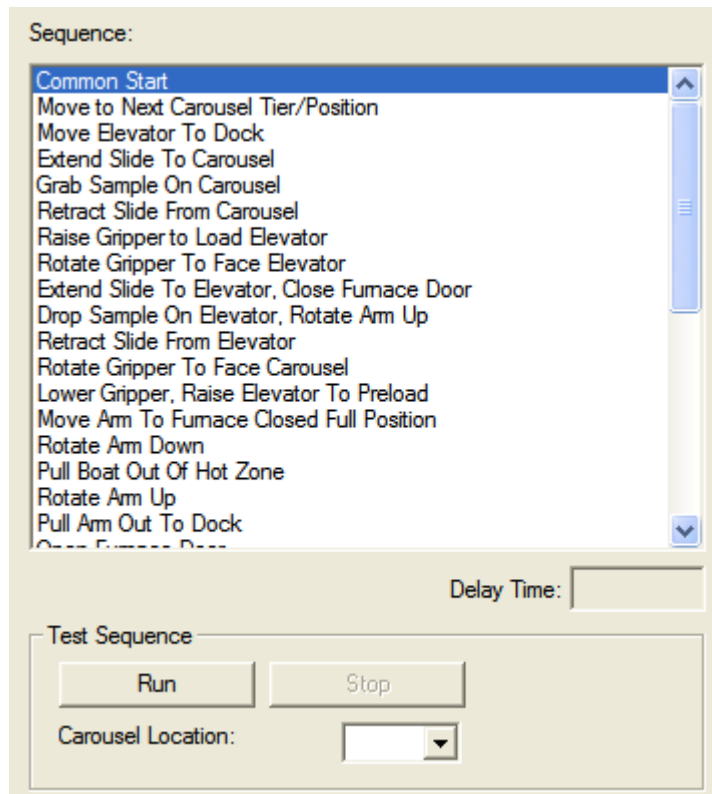 Sequence:
Common Start
Move to Next Carousel Tier/Position
Move Elevator To Dock
Extend Slide To Carousel
Grab Sample On Carousel
Retract Slide From Carousel
Raise Gripper to Load Elevator
Rotate Gripper To Face Elevator
Extend Slide To Elevator, Close Furnace Door
Drop Sample On Elevator, Rotate Arm Up
Retract Slide From Elevator
Rotate Gripper To Face Carousel
Lower Gripper, Raise Elevator To Preload
Move Arm To Furnace Closed Full Position
Rotate Arm Down
Pull Boat Out Of Hot Zone
Rotate Arm Up
Pull Arm Out To Dock
Open Furnace Door
Delay Time:
Test Sequence
Run Stop
Carousel Location: